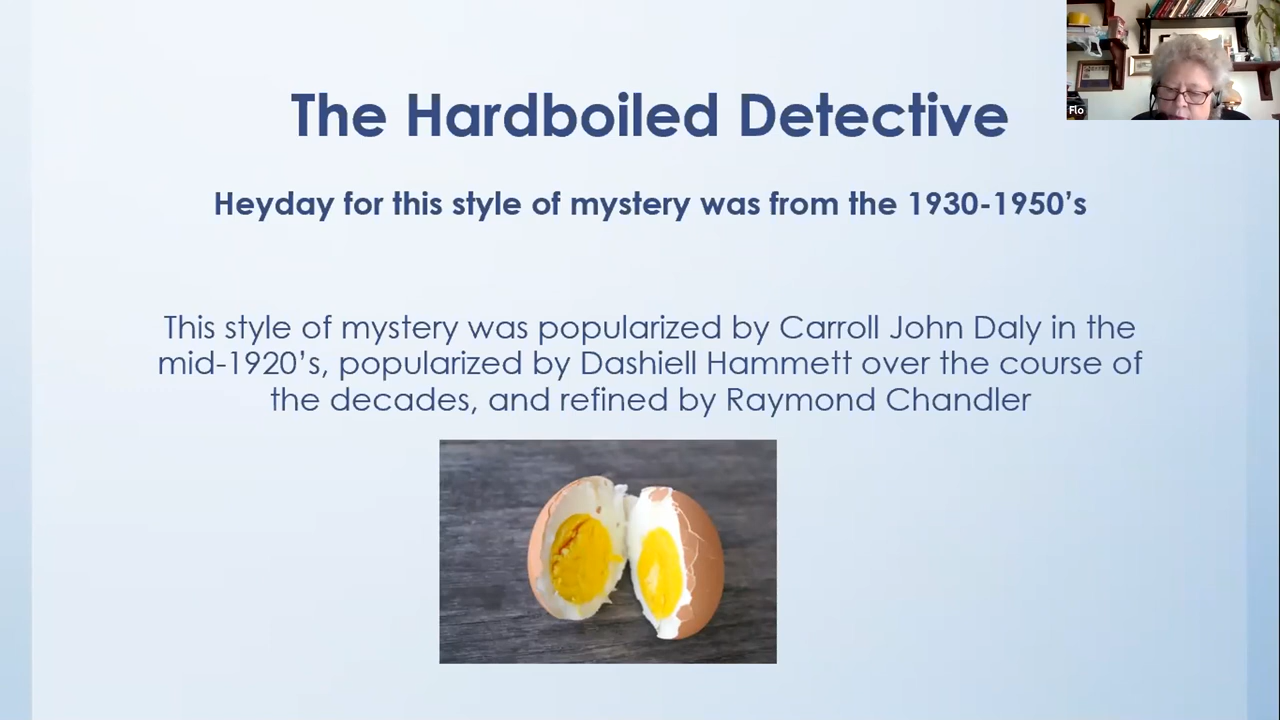 The Hardboiled Detective
Heyday for this style of mystery was from the 1930-1950’s
This style of mystery was popularized by Carroll John Daly in the
mid-1920’s, popularized by Dashiell Hammett over the course of
the decades, and refined by Raymond Chandler
Flo